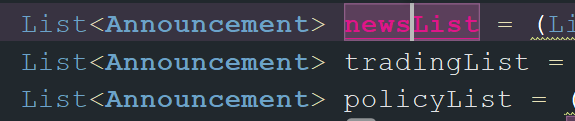 List<Announcement> newsList = (Li
List<Announcement> tradingList =
List<Announcement> policyList = (